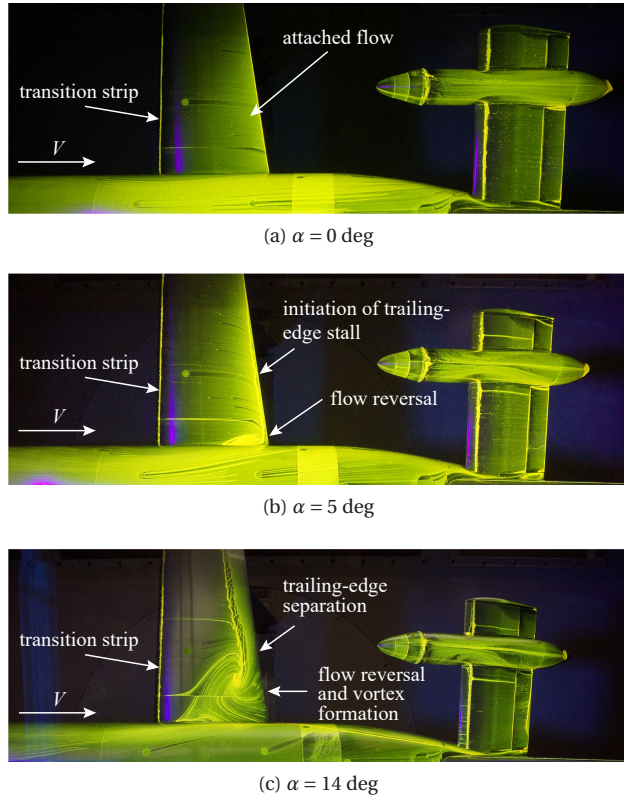 attached flow
transition strip
V
(a) α = 0 deg
initiation of trailing-
edge stall
transition strip
flow reversal
V
(b) α = 5 deg
trailing-edge
separation
transition strip
flow reversal
and vortex
formation
V
(c) α = 14 deg